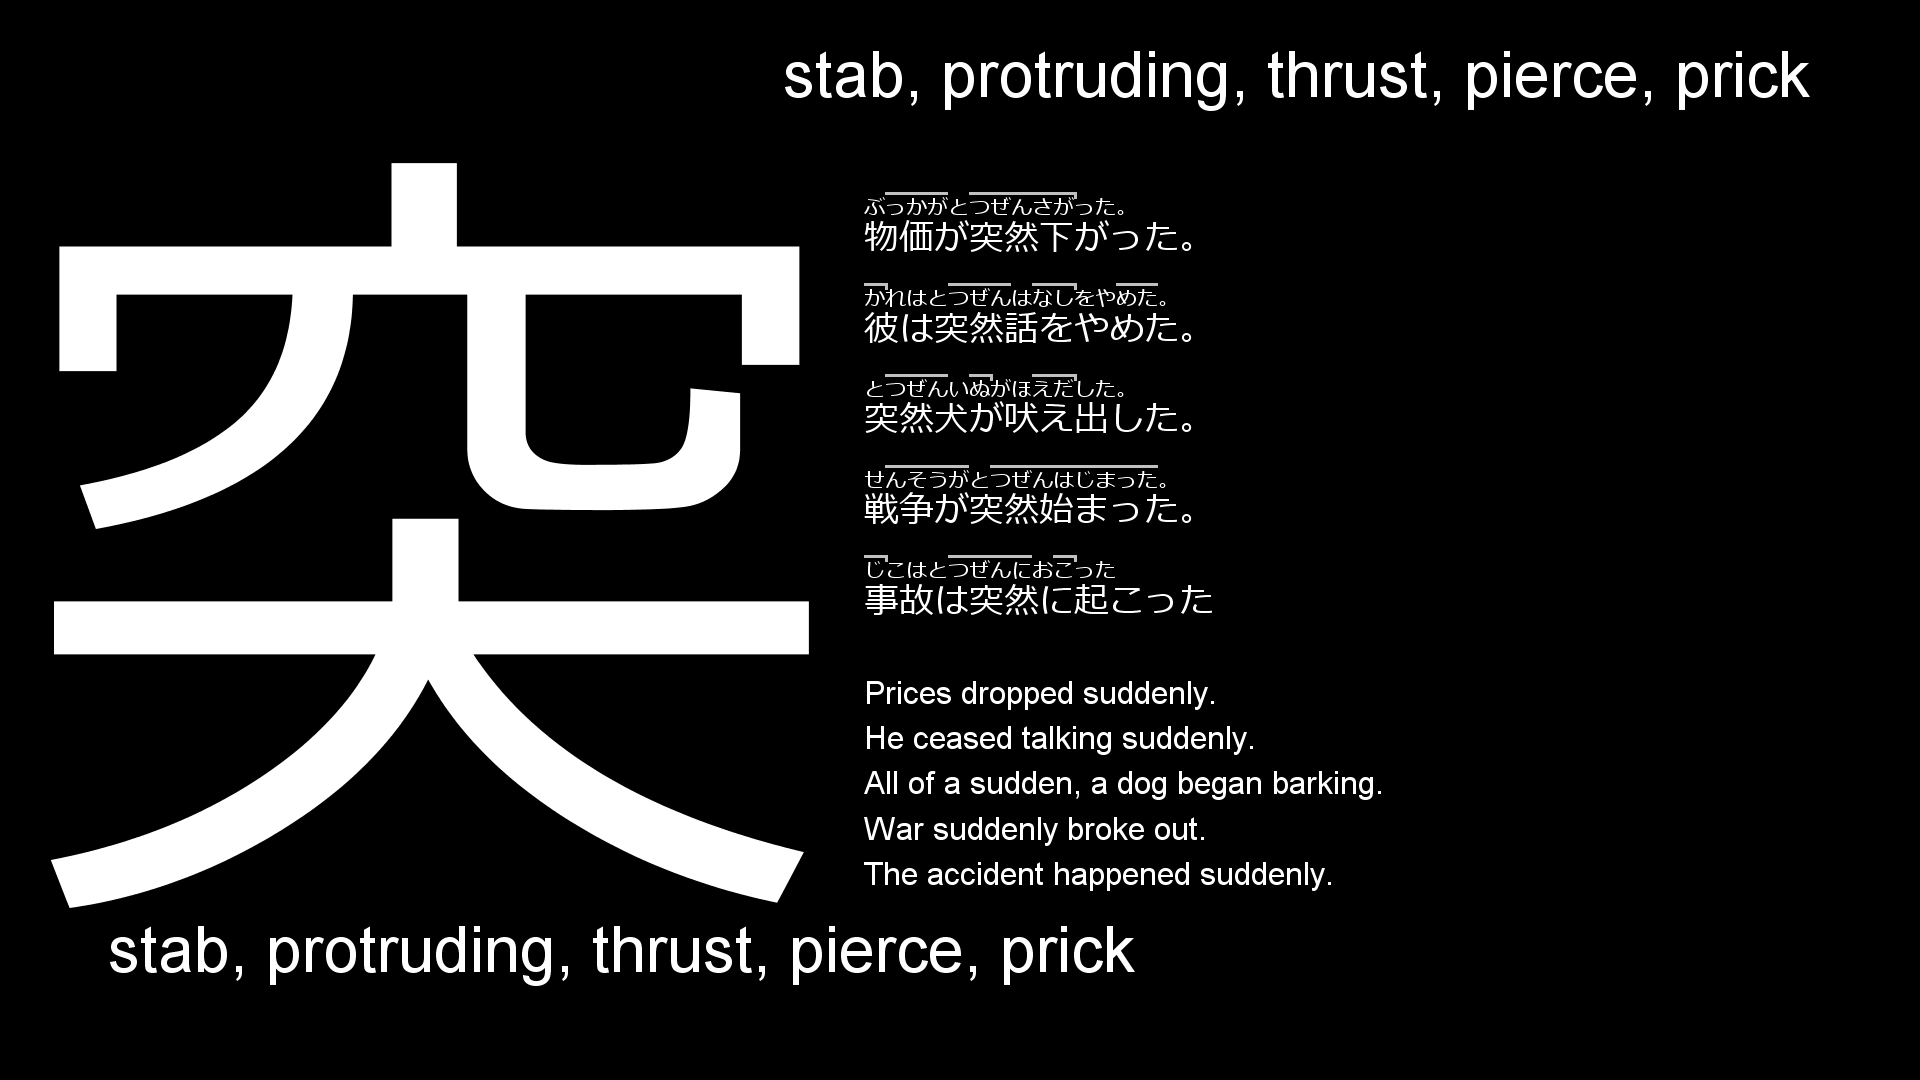 stab, protruding, thrust, pierce, prick
突
ぶっかがとつぜんさがった。
物価が突然下がった。
かれはとつぜんはなしをやめた。
彼は突然話をやめた。
とつぜんいぬがほえだした。
突然犬が吠え出した。
せんそうがとつぜんはじまった。
戦争が突然始まった。
じこはとつぜんにおこった
事故は突然に起こった
Prices dropped suddenly.
He ceased talking suddenly.
All of a sudden, a dog began barking.
War suddenly broke out.
The accident happened suddenly.
stab, protruding, thrust, pierce, prick